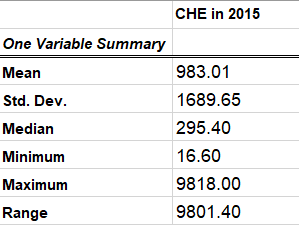 CHE in 2015
One Variable Summary
Mean 983.01
Std. Dev. 1689.65
Median 295.40
Minimum 16.60
Maximum 9818.00
Range 9801.40